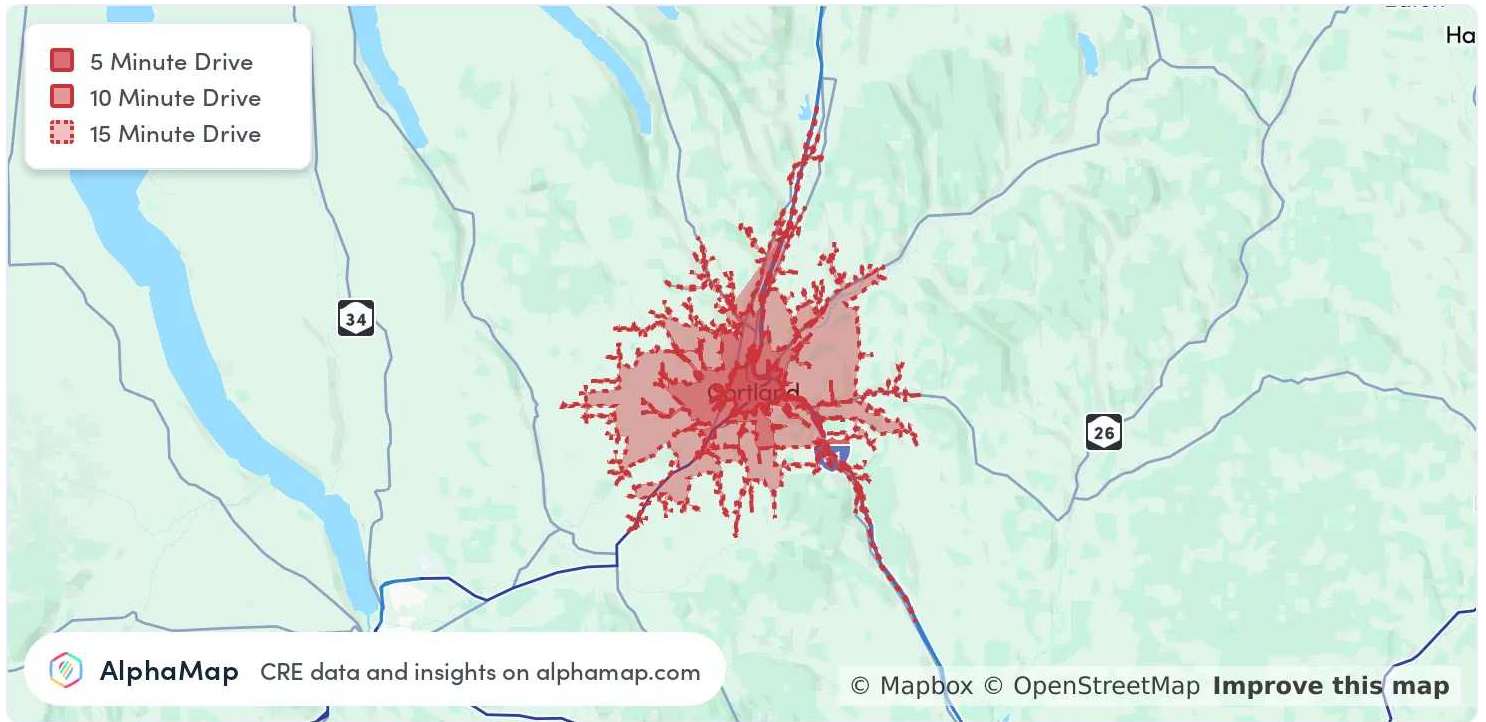 Ha
5 Minute Drive
10 Minute Drive
15 Minute Drive
34
Cortland
26
AlphaMap CRE data and insights on alphamap.com
© Mapbox © OpenStreetMap Improve this map